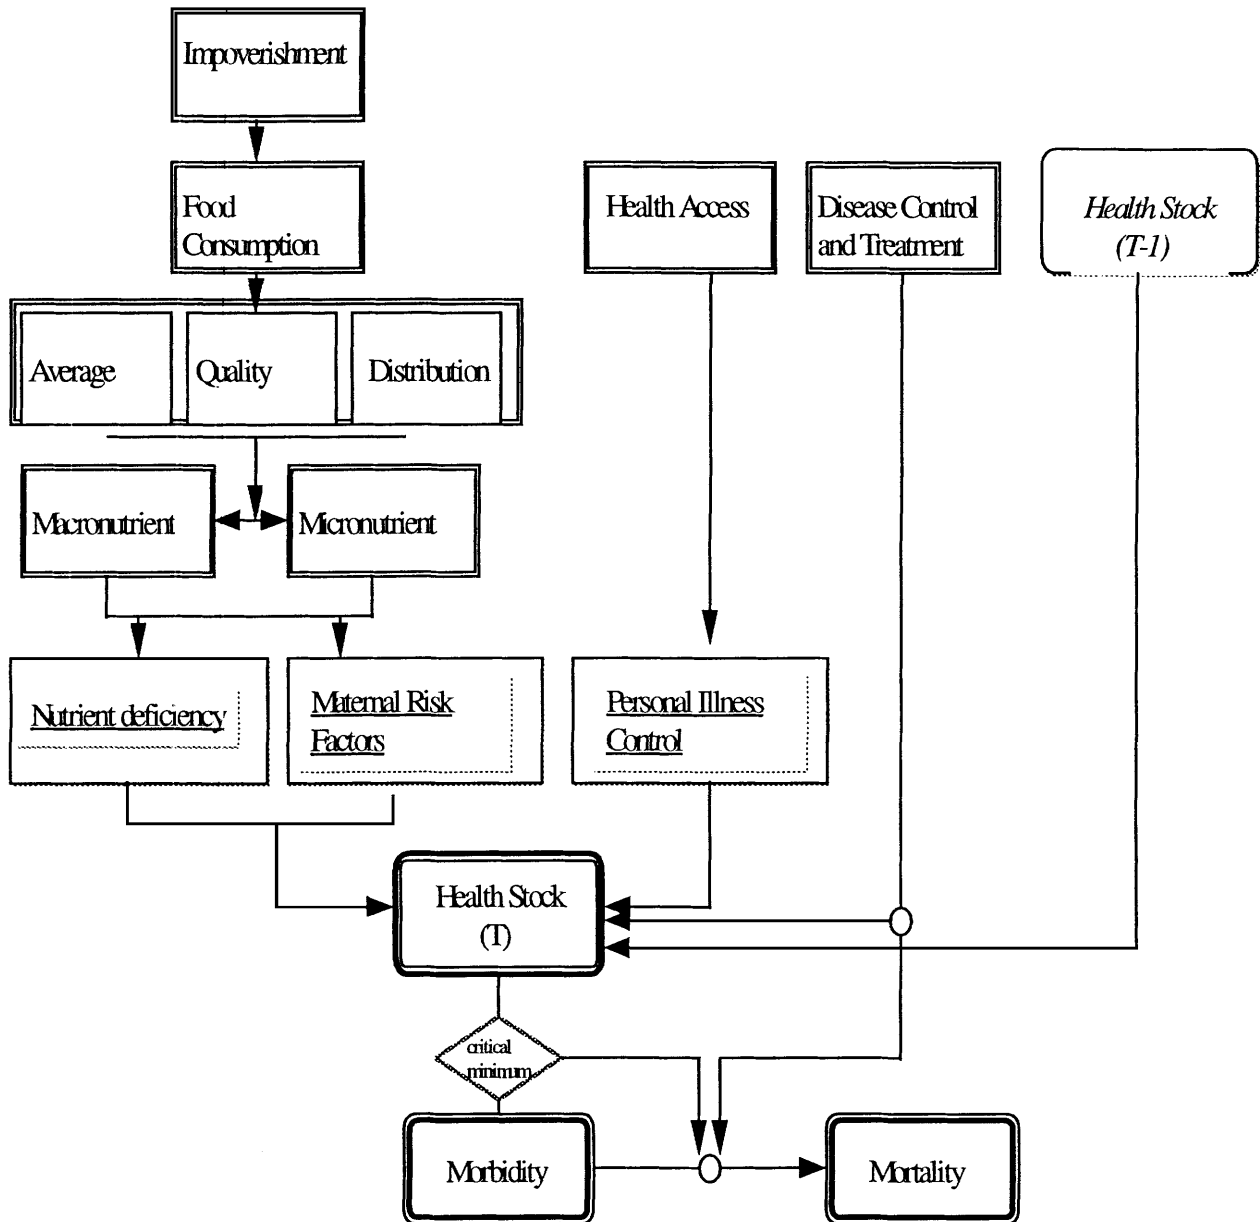 Impoverishment
Food
Consumption
Health Access
Disease Control
and Treatment
Health Stock
(T-1)
Average
Quality
Distribution
Macronutrient
Micronutrient
Nutrient deficiency
Maternal Risk
Factors
Personal Illness
Control
Health Stock
(T)
critical
minimum
Morbidity
Mortality